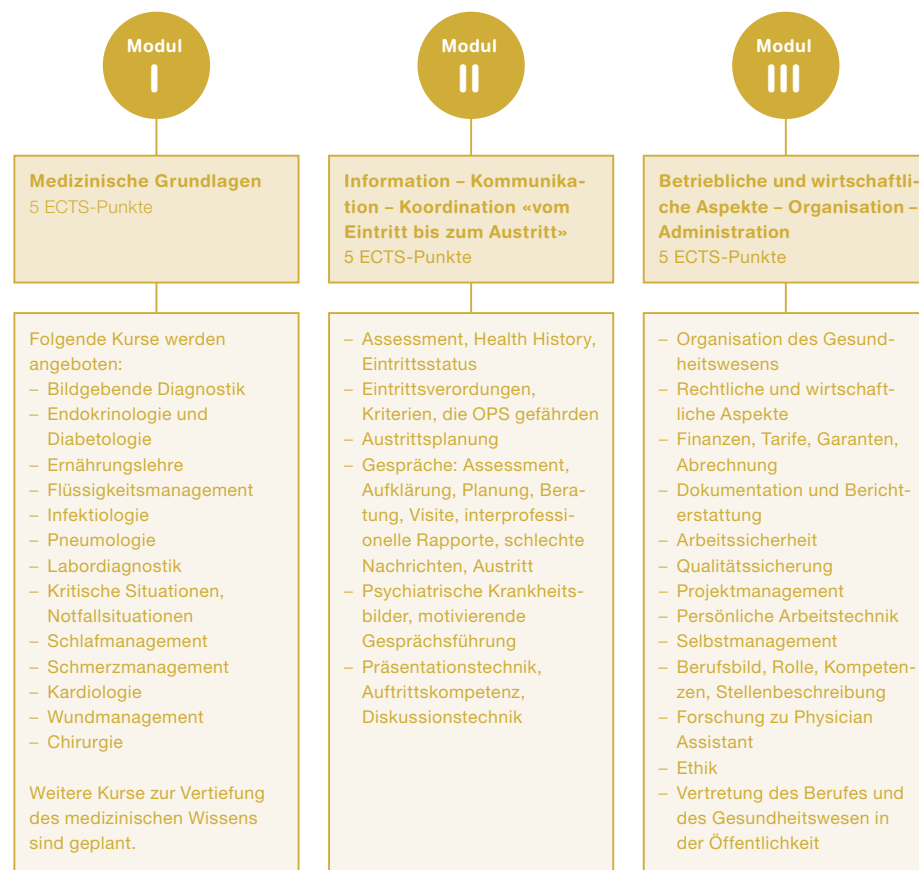 Modul
I
Medizinische Grundlagen
5 ECTS-Punkte
Folgende Kurse werden
angeboten:
– Bildgebende Diagnostik
– Endokrinologie und
Diabetologie
– Ernährungslehre
– Flüssigkeitsmanagement
– Infektiologie
– Pneumologie
– Labordiagnostik
– Kritische Situationen,
Notfallsituationen
– Schlafmanagement
– Schmerzmanagement
– Kardiologie
– Wundmanagement
– Chirurgie
Weitere Kurse zur Vertiefung
des medizinischen Wissens
sind geplant.
Modul
II
Information – Kommunika-
tion – Koordination «vom
Eintritt bis zum Austritt»
5 ECTS-Punkte
– Assessment, Health History,
Eintrittsstatus
– Eintrittsverordungen,
Kriterien, die OPS gefährden
– Austrittsplanung
– Gespräche: Assessment,
Aufklärung, Planung, Bera-
tung, Visite, interprofessi-
onelle Rapporte, schlechte
Nachrichten, Austritt
– Psychiatrische Krankheits-
bilder, motivierende
Gesprächsführung
– Präsentationstechnik,
Auftrittskompetenz,
Diskussionstechnik
Modul
III
Betriebliche und wirtschaftli-
che Aspekte – Organisation –
Administration
5 ECTS-Punkte
– Organisation des Gesund-
heitswesens
– Rechtliche und wirtschaft-
liche Aspekte
– Finanzen, Tarife, Garanten,
Abrechnung
– Dokumentation und Bericht-
erstattung
– Arbeitssicherheit
– Qualitätssicherung
– Projektmanagement
– Persönliche Arbeitstechnik
– Selbstmanagement
– Berufsbild, Rolle, Kompeten-
zen, Stellenbeschreibung
– Forschung zu Physician
Assistant
– Ethik
– Vertretung des Berufes und
des Gesundheitswesen in
der Öffentlichkeit